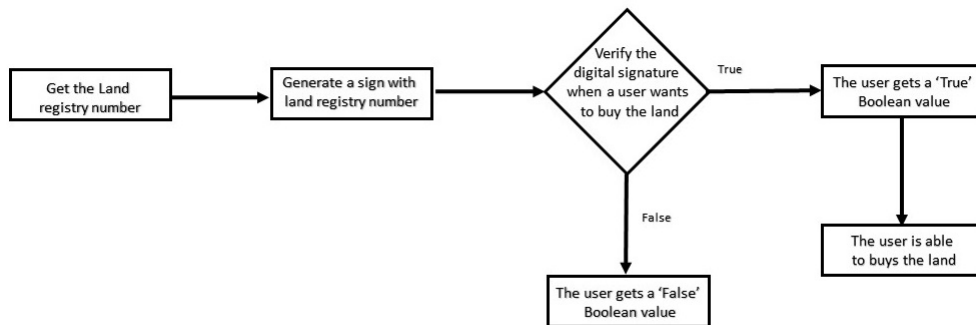 Get the Land
registry number
Generate a sign with
land registry number
Verify the
digital signature
when a user wants
to buy the land
True
The user gets a 'True'
Boolean value
The user is able
to buys the land
False
The user gets a 'False'
Boolean value